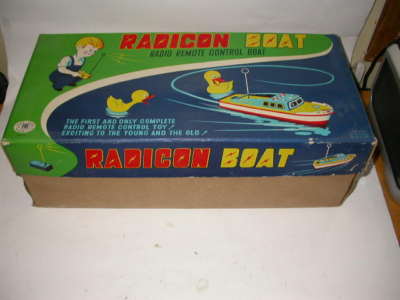 RADICON BOAT
RADIO REMOTE CONTROL BOAT
THE FIRST AND ONLY COMPLETE
RADIO REMOTE CONTROL TOY!
EXCITING TO THE YOUNG AND THE OLD!
RADICON BOAT